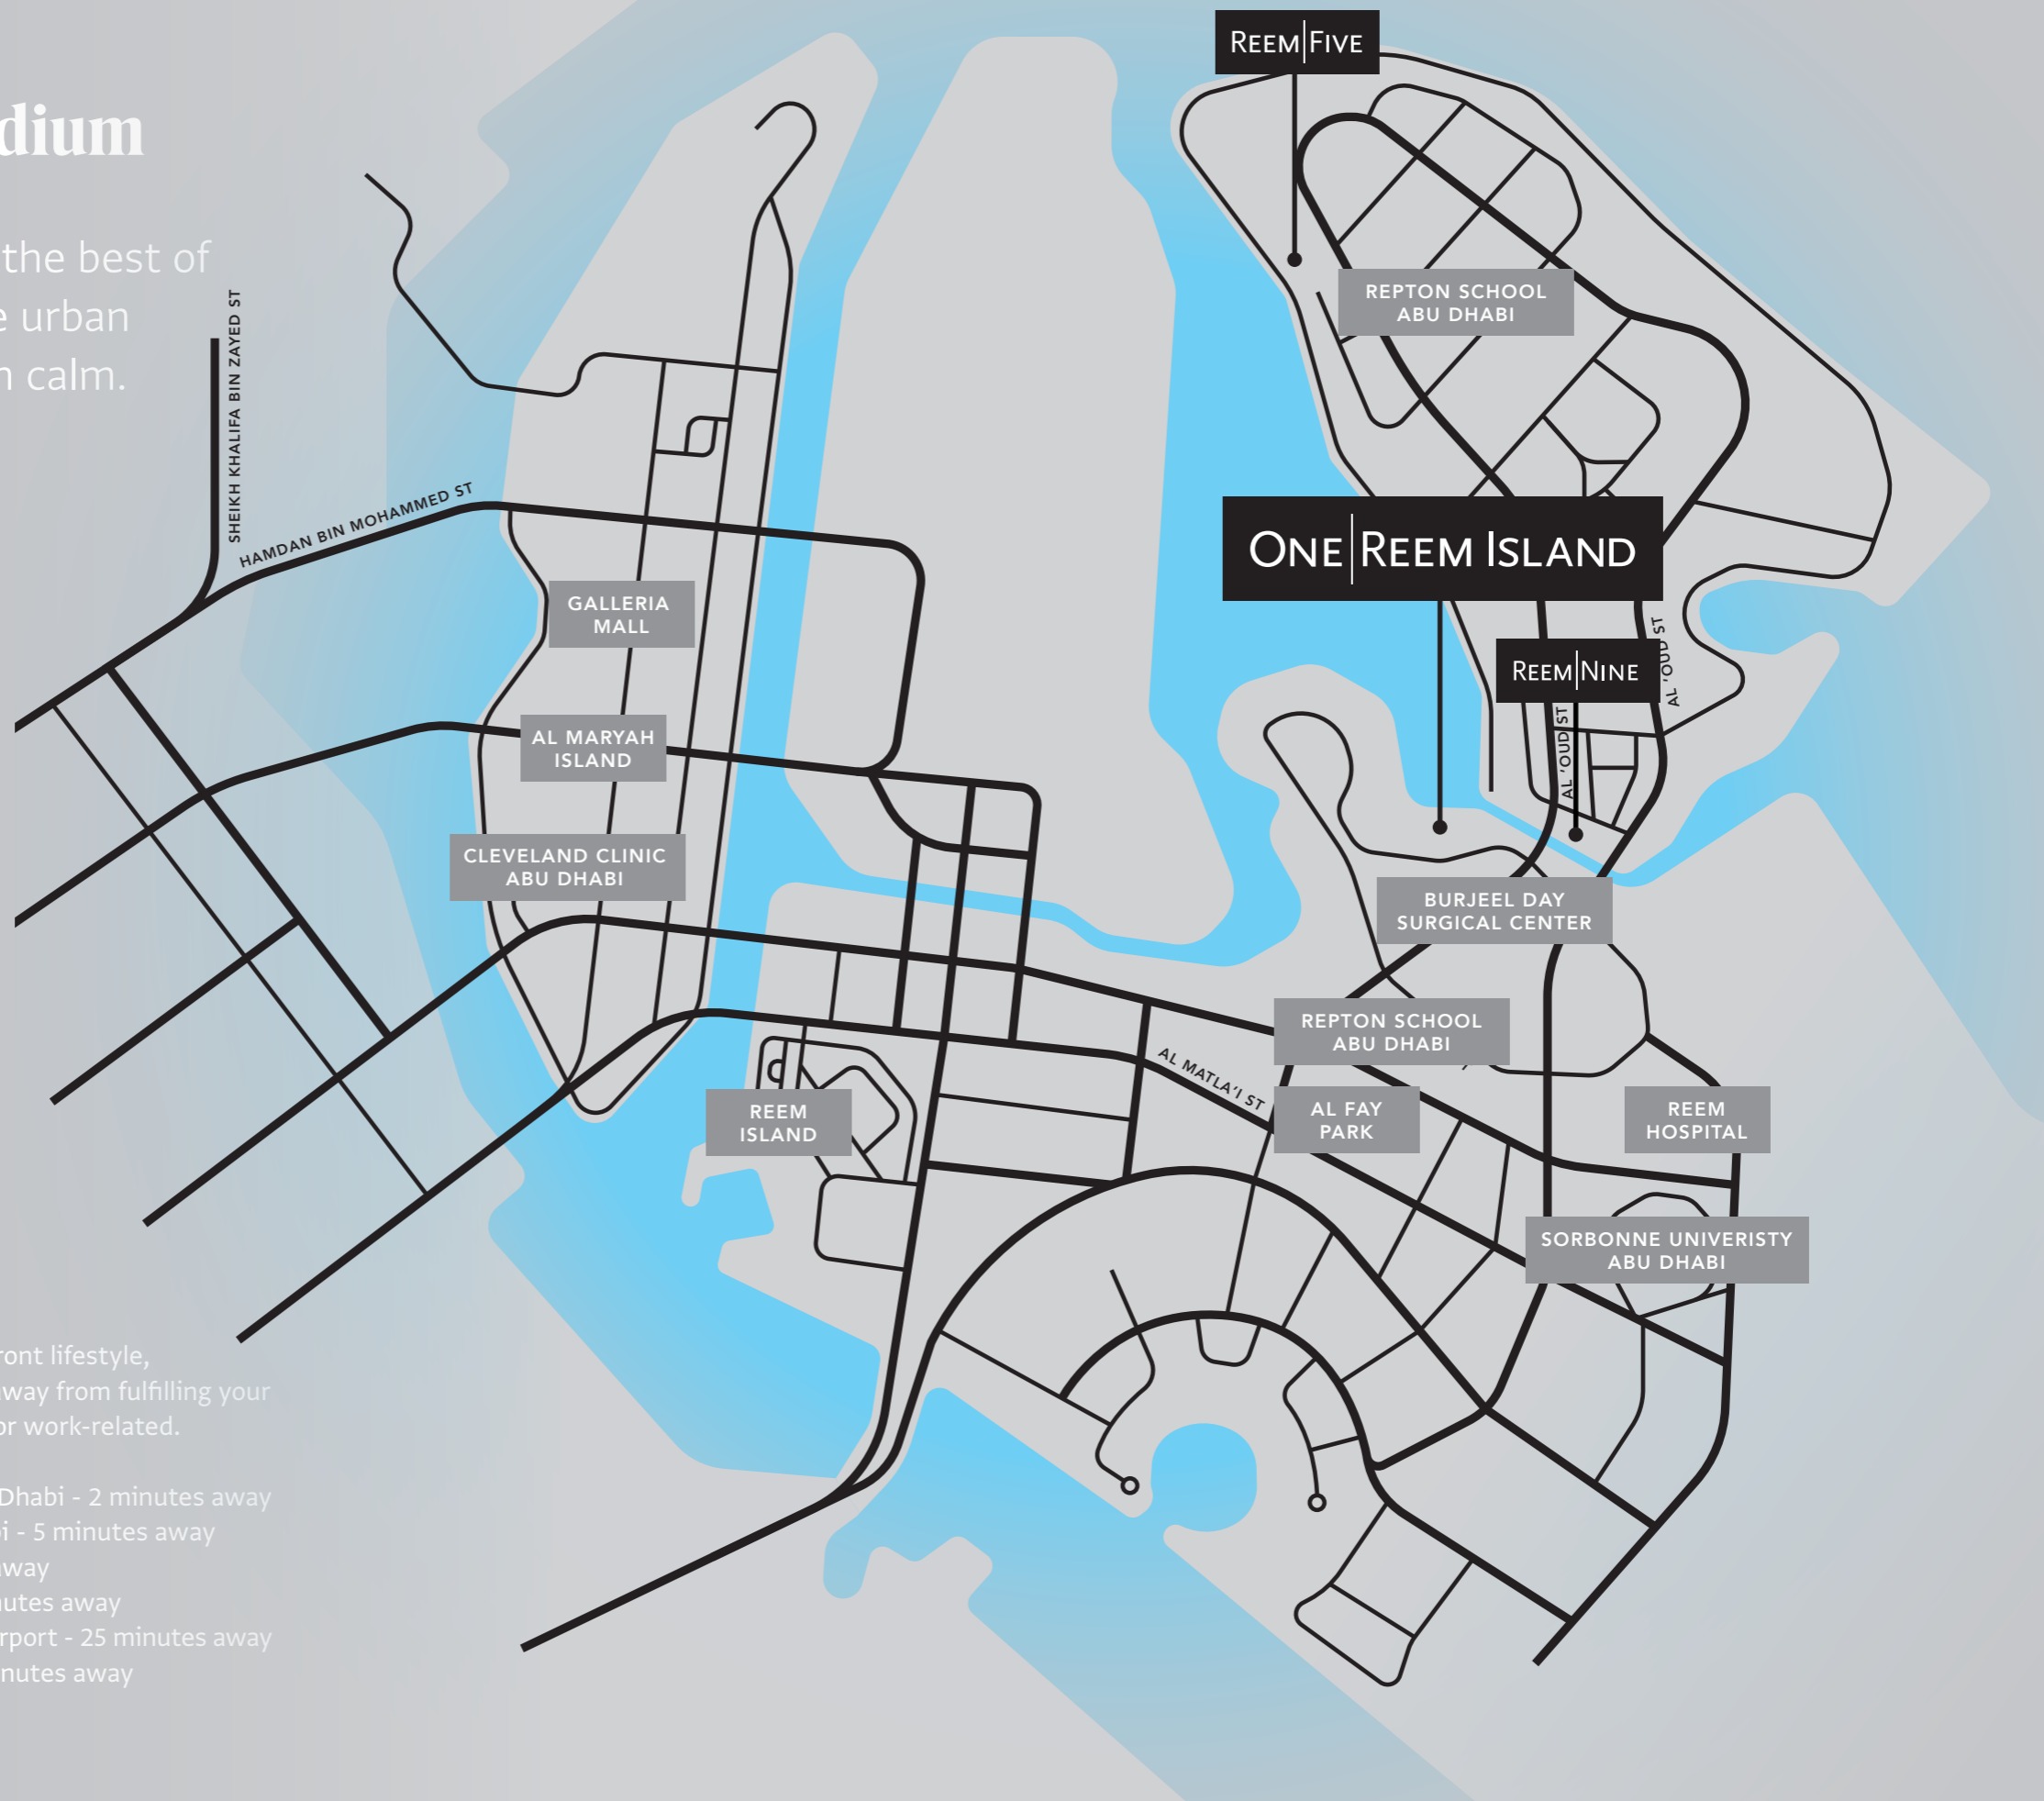 dium
the best of
e urban
n calm.
ront lifestyle,
way from fulfilling your
or work-related.
Dhabi - 2 minutes away
bi - 5 minutes away
way
nutes away
rport - 25 minutes away
nutes away
SHEIKH KHALIFA BIN ZAYED ST
HAMDAN BIN MOHAMMED ST
REEM|FIVE
REPTON SCHOOL
ABU DHABI
ONE|REEM ISLAND
GALLERIA
MALL
AL 'OUD ST
REEM|NINE
AL 'OUD ST
AL MARYAH
ISLAND
CLEVELAND CLINIC
ABU DHABI
BURJEEL DAY
SURGICAL CENTER
REPTON SCHOOL
ABU DHABI
AL MATLA'I ST
REEM
ISLAND
AL FAY
PARK
REEM
HOSPITAL
SORBONNE UNIVERISTY
ABU DHABI